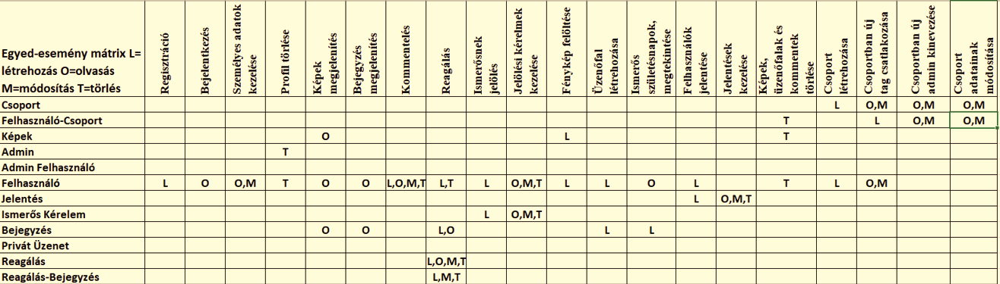 Egyed-esemény mátrix L=
létrehozás O=olvasás
M=módosítás T=törlés
Regisztráció
Bejelentkezés
Személyes adatok
kezelése
Profil törlése
Képek
megjelenítés
Bejegyzés
megjelenítés
Kommentelés
Reagálás
Ismerősnek
jelölés
Jelölési kérelmek
kezelése
Fénykép felöltése
Üzenőfal
létrehozása
Ismerős
születésnapok,
megtekintése
Felhasználók
jelentése
Jelentések
kezelése
Képek,
üzenőfalak és
kommentek
törlése
Csoport
létrehozása
Csoportban új
tag csatlakozása
Csoportban új
admin kinevezése
Csoport
adatainak
módosítása
Csoport L O,M O,M O,M
Felhasználó-Csoport T L O,M O,M
Képek O L T
Admin T
Admin Felhasználó
Felhasználó L O O,M T O O L,O,M,T L,T L O,M,T L L O L T L O,M
Jelentés L O,M,T
Ismerős Kérelem L O,M,T
Bejegyzés O O L,O L L
Privát Üzenet
Reagálás L,O,M,T
Reagálás-Bejegyzés L,M,T